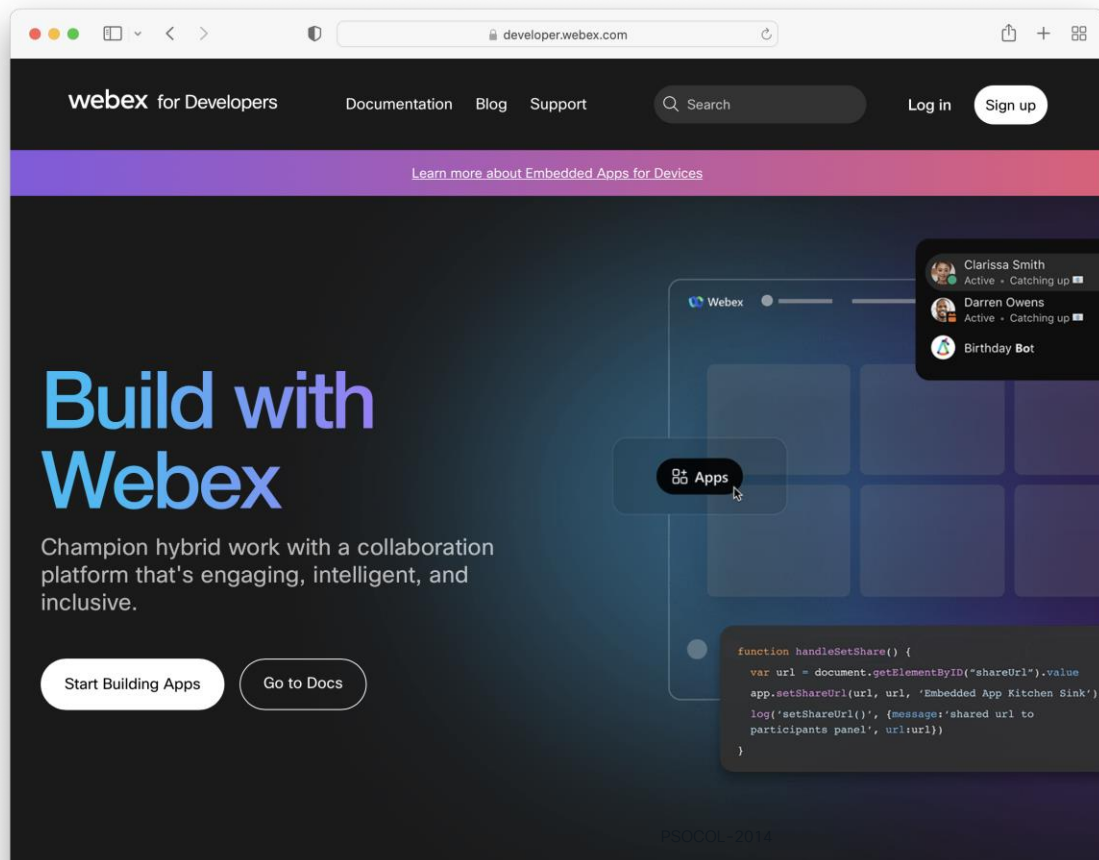 developer.webex.com
webex for Developers
Documentation
Blog
Support
Search
Log in
Sign up
Learn more about Embedded Apps for Devices
Build with
Webex
Champion hybrid work with a collaboration
platform that's engaging, intelligent, and
inclusive.
Start Building Apps
Go to Docs
Webex
Clarissa Smith
Active • Catching up
Darren Owens
Active • Catching up
Birthday Bot
Apps
function handleSetShare() {
var url = document.getElementByID("shareUrl").value
app.setShareUrl(url, url, ‘Embedded App Kitchen Sink’)
log(‘setShareUrl()’, {message:‘shared url to
participants panel’, url:url})
}
PSOCOL-2014